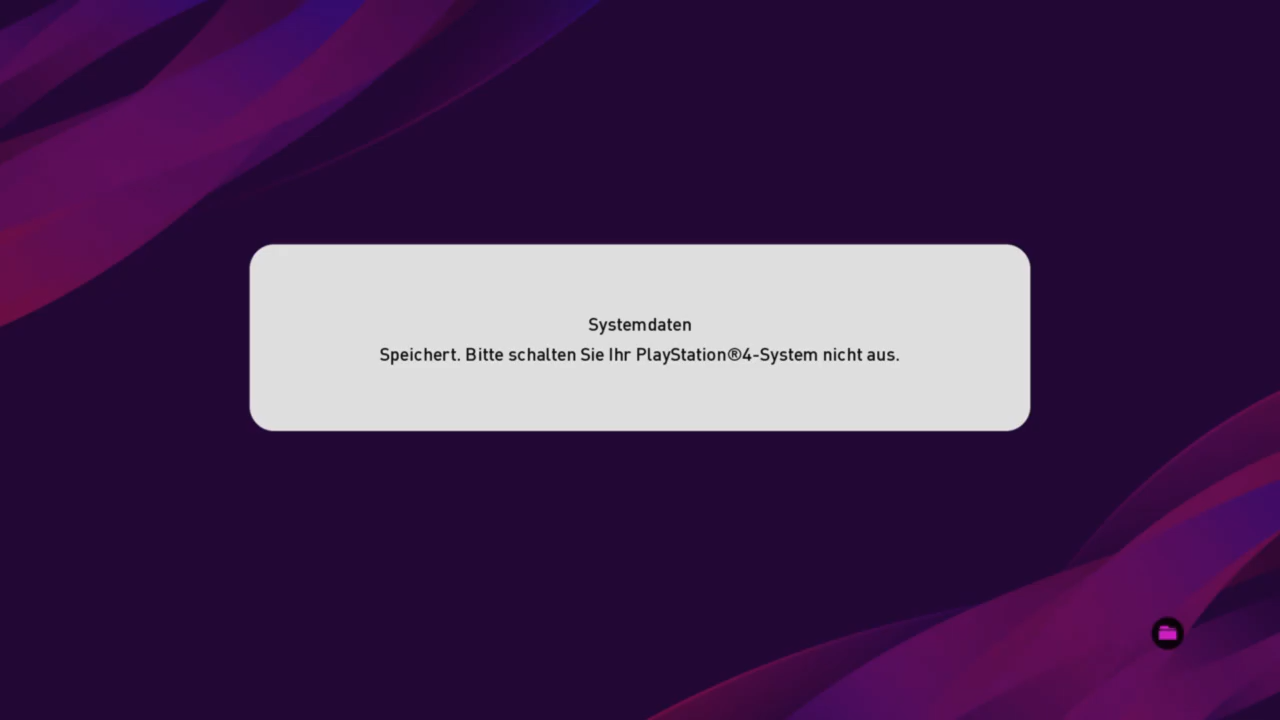 Systemdaten
Speichert. Bitte schalten Sie Ihr PlayStation®4-System nicht aus.